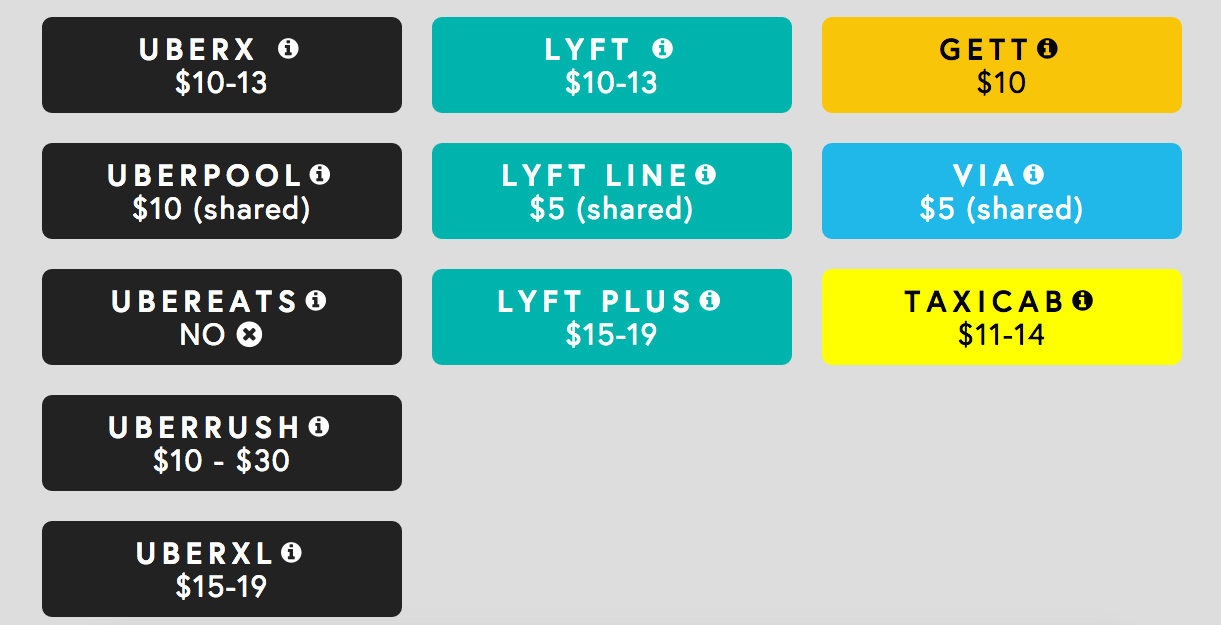 UBERX
$10-13
LYFT
$10-13
GETT
$10
UBERPOOL
$10 (shared)
LYFT LINE
$5 (shared)
VIA
$5 (shared)
UBEREATS
NO
LYFT PLUS
$15-19
TAXICAB
$11-14
UBERRUSH
$10 - $30
UBERXL
$15-19